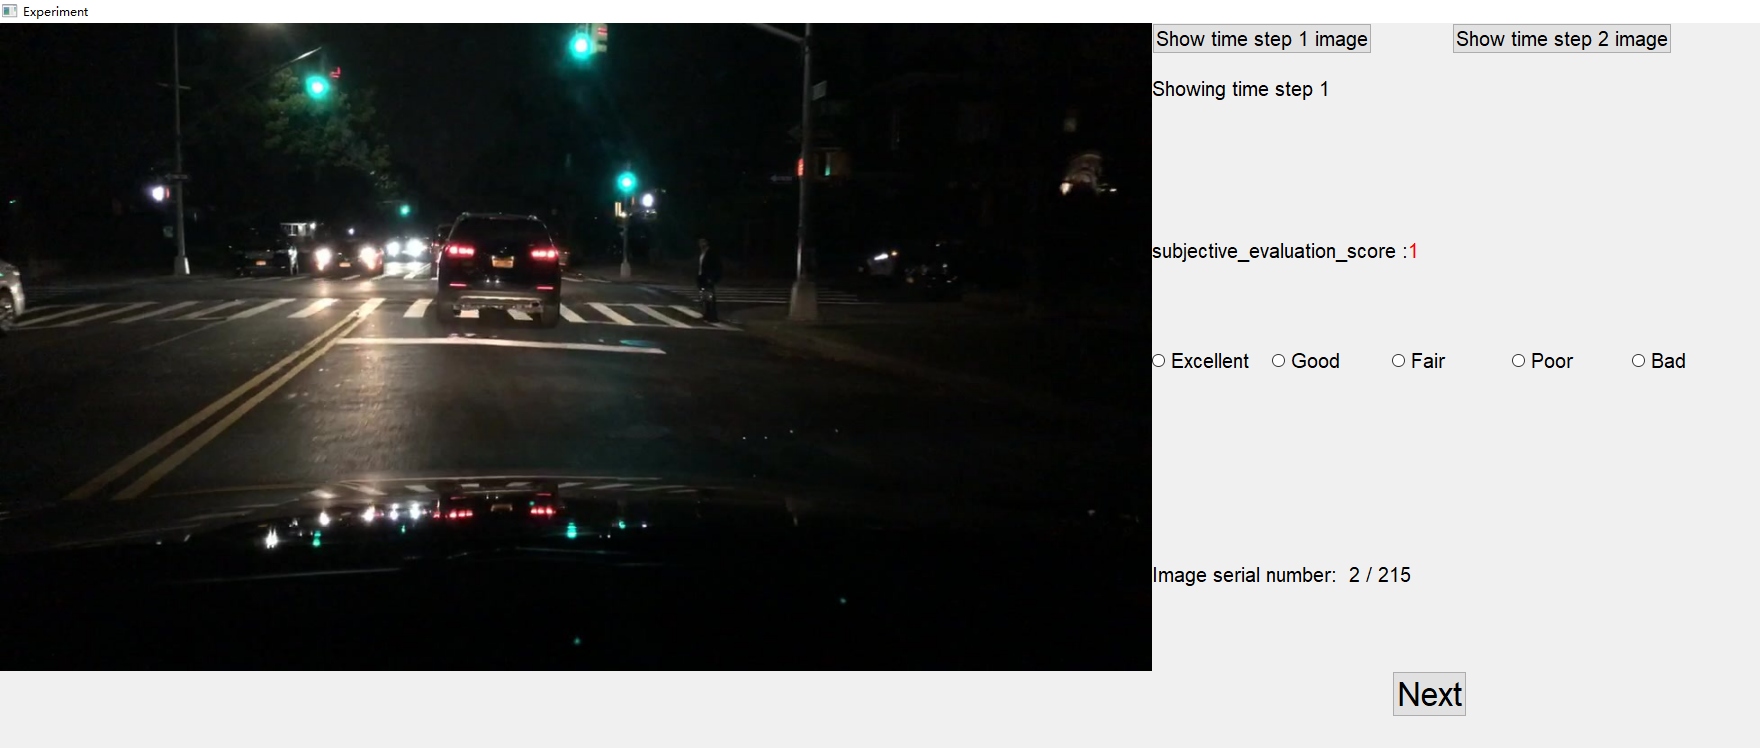 Experiment
Show time step 1 image
Show time step 2 image
Showing time step 1
subjective_evaluation_score :1
Excellent Good Fair Poor Bad
Image serial number: 2 / 215
Next